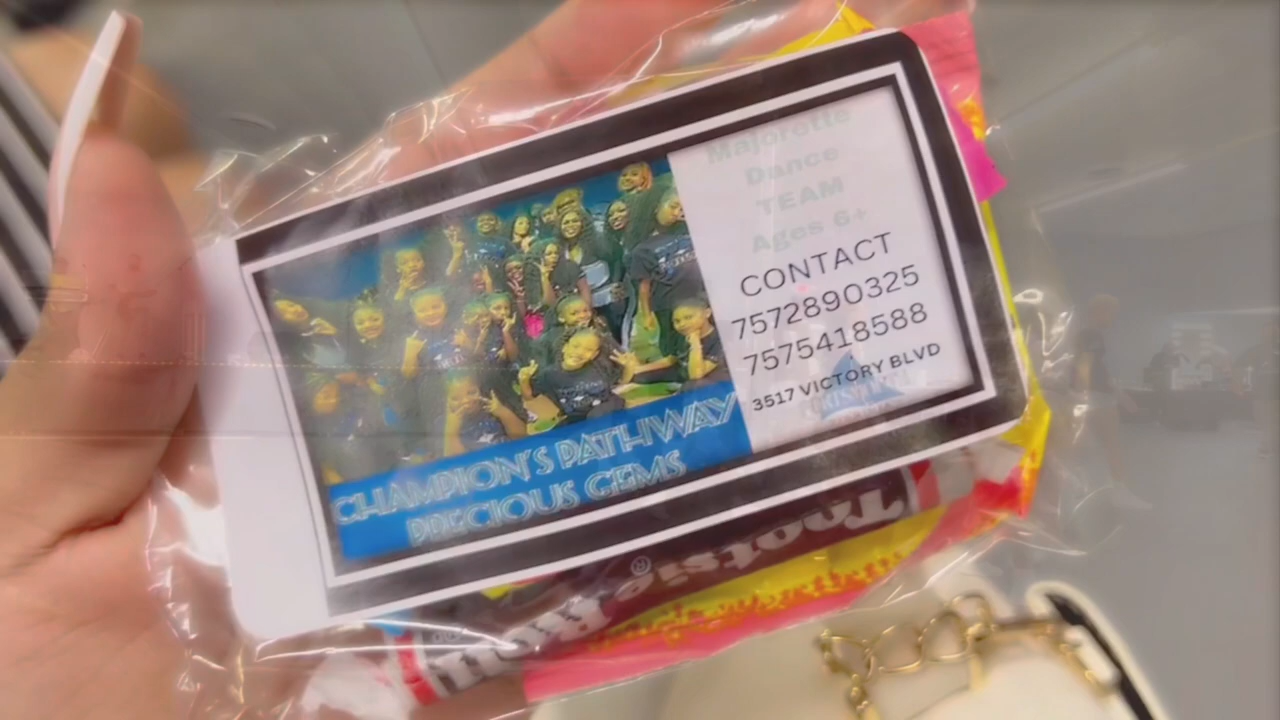 Majorette
Dance
TEAM
Ages 6+
CONTACT
7572890325
7575418588
3517 VICTORY BLVD
CHAMPION'S PATHWAY
PRECIOUS GEMS
Tootsie Roll